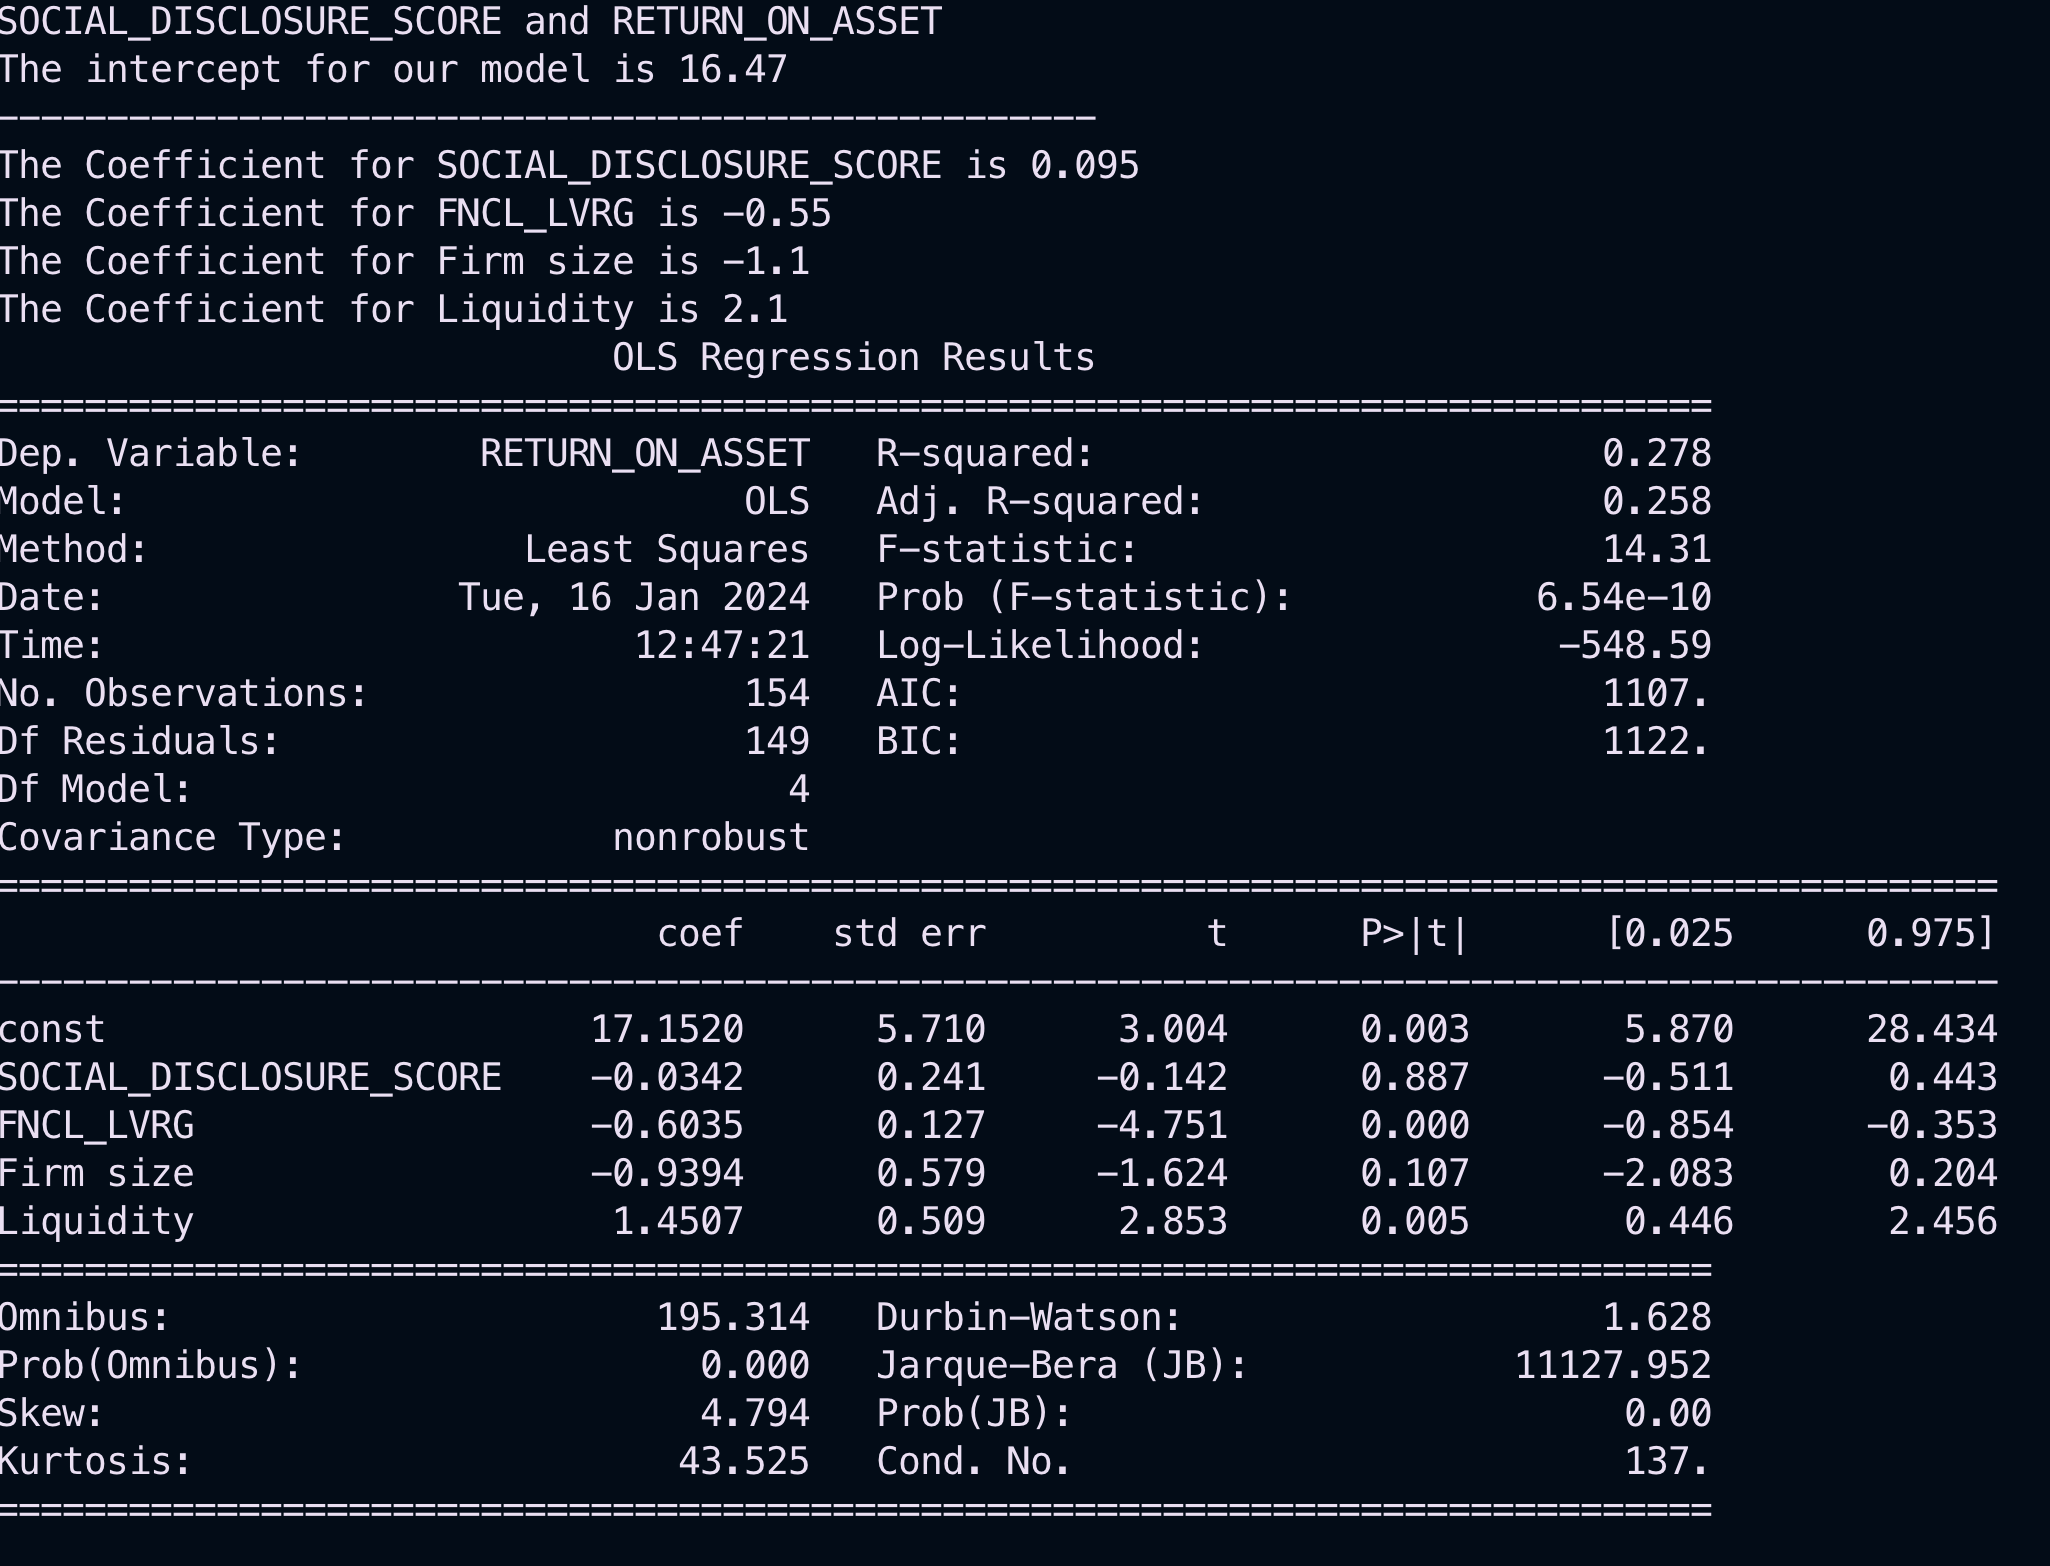 SOCIAL_DISCLOSURE_SCORE and RETURN_ON_ASSET
The intercept for our model is 16.47
--------------------------------------------------
The Coefficient for SOCIAL_DISCLOSURE_SCORE is 0.095
The Coefficient for FNCL_LVRG is -0.55
The Coefficient for Firm size is -1.1
The Coefficient for Liquidity is 2.1
                            OLS Regression Results
==============================================================================
Dep. Variable:        RETURN_ON_ASSET   R-squared:                       0.278
Model:                            OLS   Adj. R-squared:                  0.258
Method:                 Least Squares   F-statistic:                     14.31
Date:                Tue, 16 Jan 2024   Prob (F-statistic):           6.54e-10
Time:                        12:47:21   Log-Likelihood:                -548.59
No. Observations:                 154   AIC:                             1107.
Df Residuals:                     149   BIC:                             1122.
Df Model:                           4
Covariance Type:            nonrobust
===========================================================================================
                              coef    std err          t      P>|t|      [0.025      0.975]
-------------------------------------------------------------------------------------------
const                      17.1520      5.710      3.004      0.003       5.870      28.434
SOCIAL_DISCLOSURE_SCORE    -0.0342      0.241     -0.142      0.887      -0.511       0.443
FNCL_LVRG                  -0.6035      0.127     -4.751      0.000      -0.854      -0.353
Firm size                  -0.9394      0.579     -1.624      0.107      -2.083       0.204
Liquidity                   1.4507      0.509      2.853      0.005       0.446       2.456
==============================================================================
Omnibus:                      195.314   Durbin-Watson:                   1.628
Prob(Omnibus):                  0.000   Jarque-Bera (JB):            11127.952
Skew:                           4.794   Prob(JB):                         0.00
Kurtosis:                      43.525   Cond. No.                         137.
==============================================================================